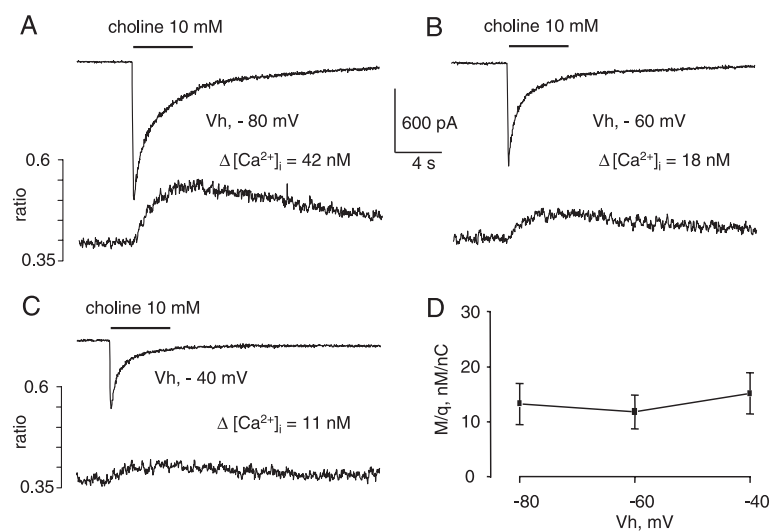 A
choline 10 mM
Vh, - 80 mV
Δ [Ca²⁺]ᵢ = 42 nM
0.6
ratio
0.35
B
choline 10 mM
600 pA
4 s
Vh, - 60 mV
Δ [Ca²⁺]ᵢ = 18 nM
C
choline 10 mM
Vh, - 40 mV
0.6
Δ [Ca²⁺]ᵢ = 11 nM
ratio
0.35
D
30
20
10
0
M/q, nM/nC
-80
-60
-40
Vh, mV